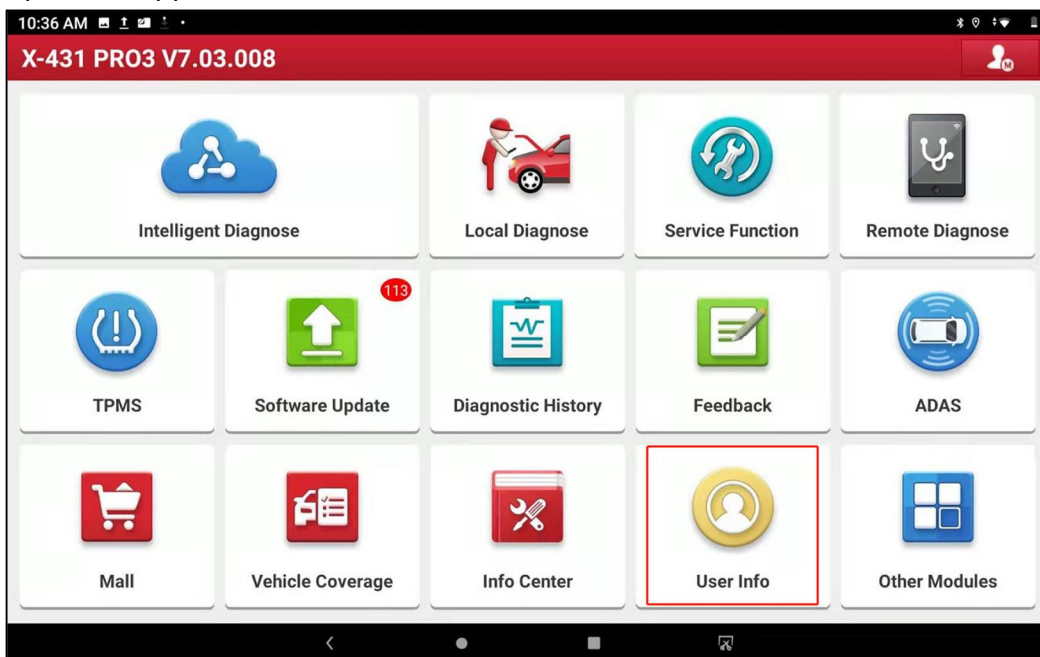 10:36 AM
X-431 PRO3 V7.03.008
M
Intelligent Diagnose
Local Diagnose
Service Function
Remote Diagnose
113
TPMS
Software Update
Diagnostic History
Feedback
ADAS
Mall
Vehicle Coverage
Info Center
User Info
Other Modules